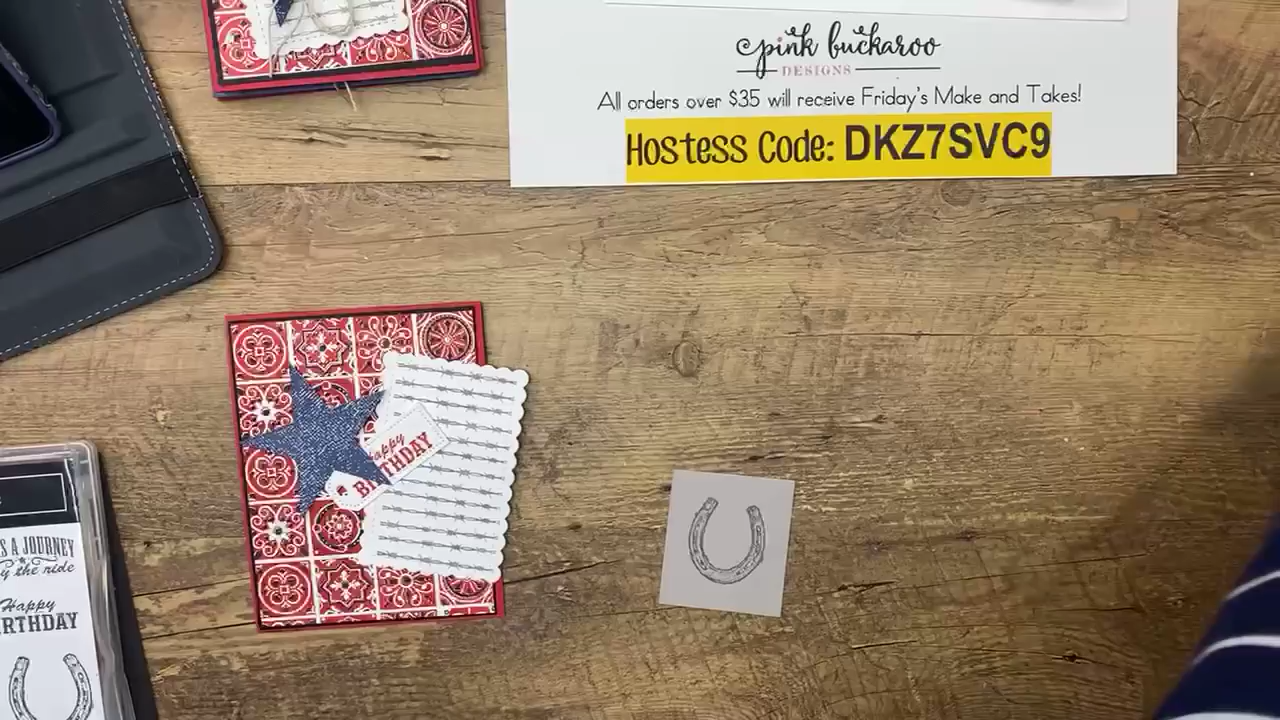 pink buckaroo
DESIGNS
All orders over $35 will receive Friday's Make and Takes!
Hostess Code: DKZ7SVC9
Happy
BIRTHDAY
A JOURNEY
the ride
Happy
RTHDAY